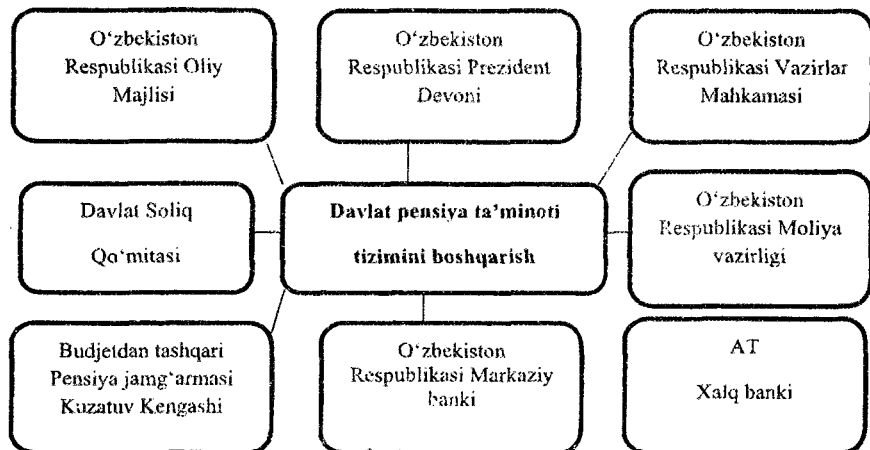 O‘zbekiston
Respublikasi Oliy
Majlisi
O‘zbekiston
Respublikasi Prezident
Devoni
O‘zbekiston
Respublikasi Vazirlar
Mahkamasi
Davlat Soliq
Qo‘mitasi
Davlat pensiya ta’minoti
tizimini boshqarish
O‘zbekiston
Respublikasi Moliya
vazirligi
Budjetdan tashqari
Pensiya jamg‘armasi
Kuzatuv Kengashi
O‘zbekiston
Respublikasi Markaziy
banki
AT
Xalq banki